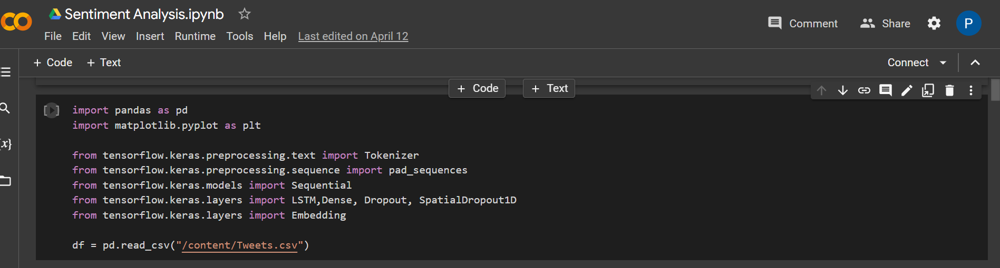 Sentiment Analysis.ipynb
File Edit View Insert Runtime Tools Help Last edited on April 12
Comment Share P
+ Code + Text
Connect
+ Code + Text
{x}
[ ]
import pandas as pd
import matplotlib.pyplot as plt
from tensorflow.keras.preprocessing.text import Tokenizer
from tensorflow.keras.preprocessing.sequence import pad_sequences
from tensorflow.keras.models import Sequential
from tensorflow.keras.layers import LSTM,Dense, Dropout, SpatialDropout1D
from tensorflow.keras.layers import Embedding
df = pd.read_csv("/content/Tweets.csv")